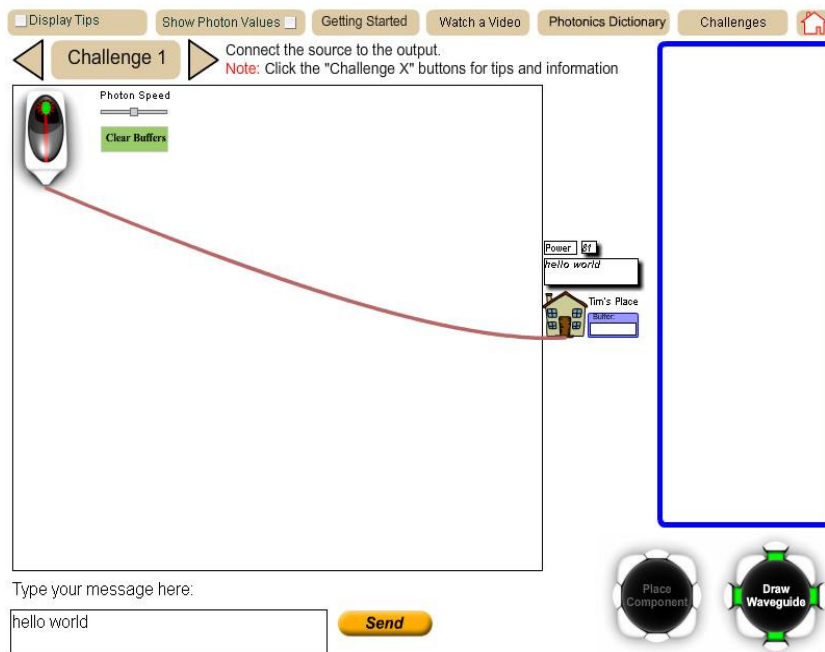 Display Tips
Show Photon Values
Getting Started
Watch a Video
Photonics Dictionary
Challenges
Challenge 1
Connect the source to the output.
Note: Click the "Challenge X" buttons for tips and information
Photon Speed
Clear Buffers
Power 81
hello world
Tim's Place
Buffer:
Place
Component
Draw
Waveguide
Type your message here:
hello world
Send